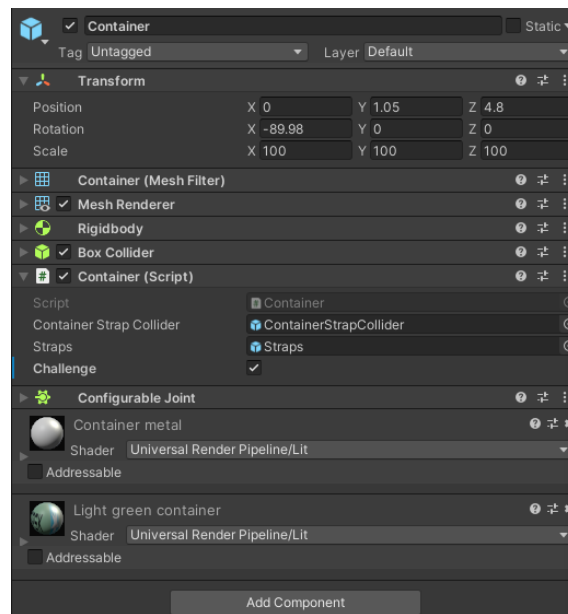 Container Static
Tag Untagged Layer Default
Transform
Position X 0 Y 1.05 Z 4.8
Rotation X -89.98 Y 0 Z 0
Scale X 100 Y 100 Z 100
Container (Mesh Filter)
Mesh Renderer
Rigidbody
Box Collider
# Container (Script)
Script # Container
Container Strap Collider ContainerStrapCollider
Straps Straps
Challenge
Configurable Joint
Container metal
Shader Universal Render Pipeline/Lit
Addressable
Light green container
Shader Universal Render Pipeline/Lit
Addressable
Add Component